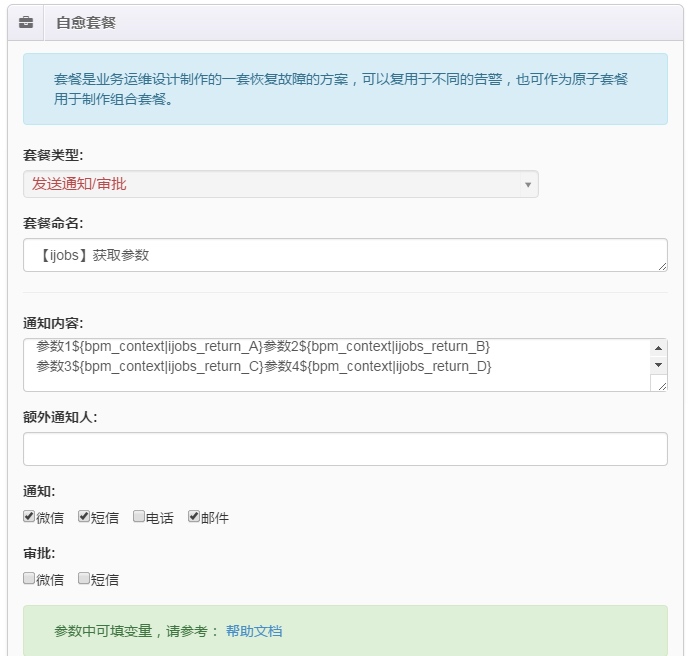 自愈套餐
套餐是业务运维设计制作的一套恢复故障的方案，可以复用于不同的告警，也可作为原子套餐
用于制作组合套餐。
套餐类型:
发送通知/审批
套餐命名:
【ijobs】获取参数
通知内容:
参数1${bpm_context|ijobs_return_A}参数2${bpm_context|ijobs_return_B}
参数3${bpm_context|ijobs_return_C}参数4${bpm_context|ijobs_return_D}
额外通知人:
通知:
微信 短信 电话 邮件
审批:
微信 短信
参数中可填变量，请参考： 帮助文档